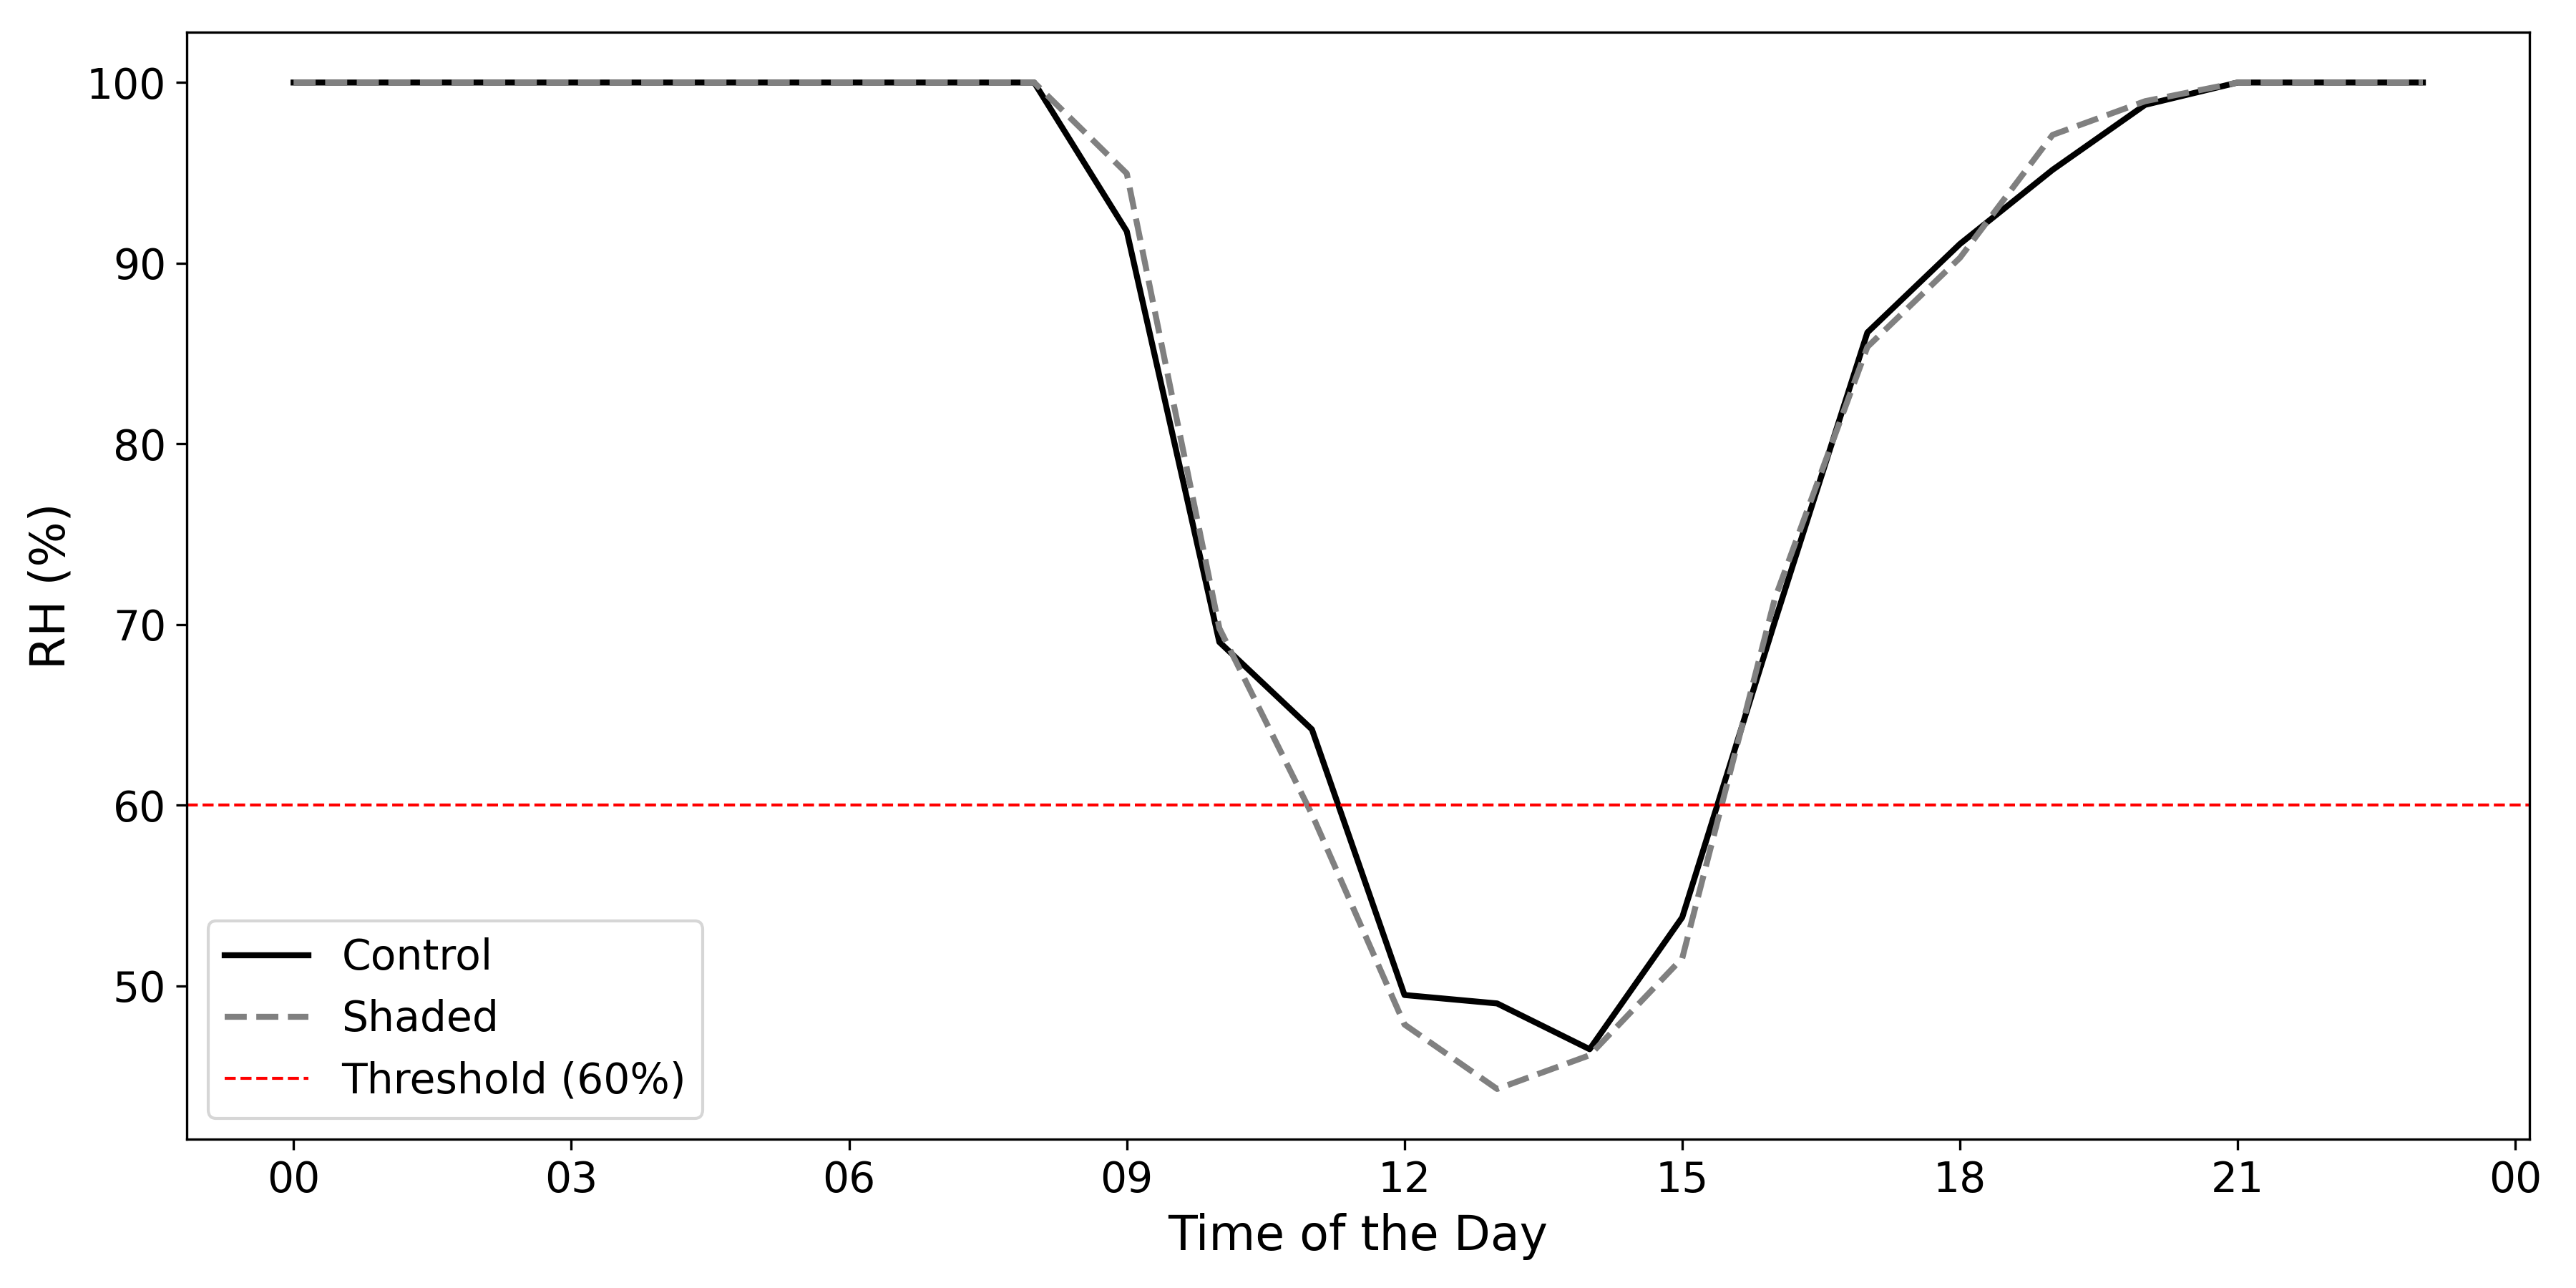 RH (%)
100
90
80
70
60
50
Control
Shaded
Threshold (60%)
00 03 06 09 12 15 18 21 00
Time of the Day